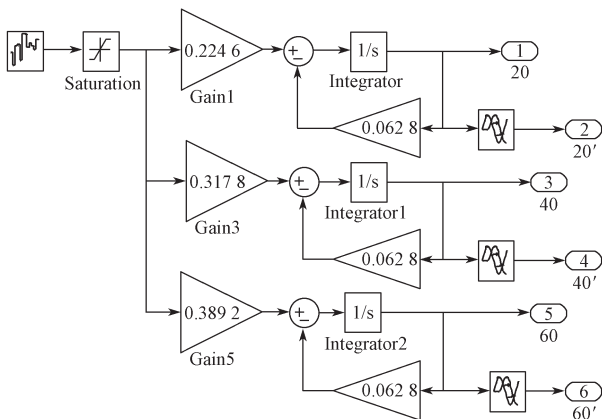 0.224 6
+
−
1/s
1
20
Saturation
Gain1
Integrator
0.062 8
2
20′
0.317 8
+
−
1/s
3
40
Gain3
Integrator1
0.062 8
4
40′
0.389 2
+
−
1/s
5
60
Gain5
Integrator2
0.062 8
6
60′